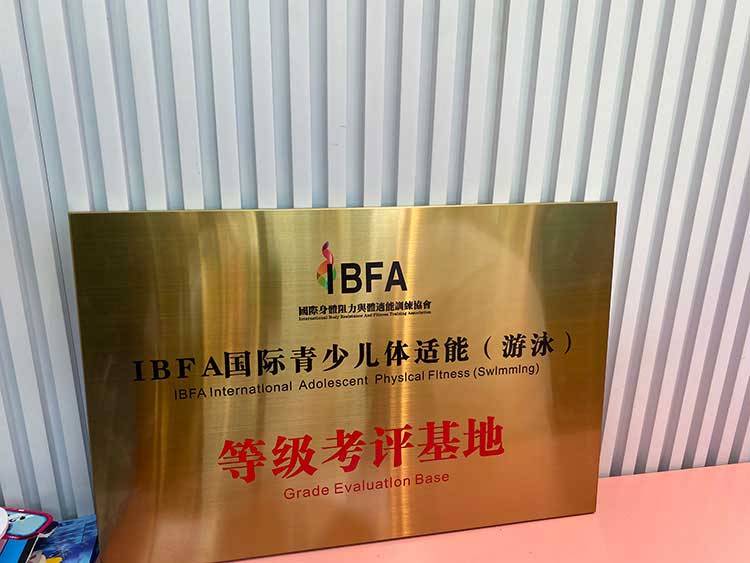 IBFA
國際身體阻力與體適能訓鍊協會
International Body Resistance And Fitness Training Association
IBFA国际青少儿体适能（游泳）
IBFA International Adolescent Physical Fitness (Swimming)
等级考评基地
Grade Evaluation Base